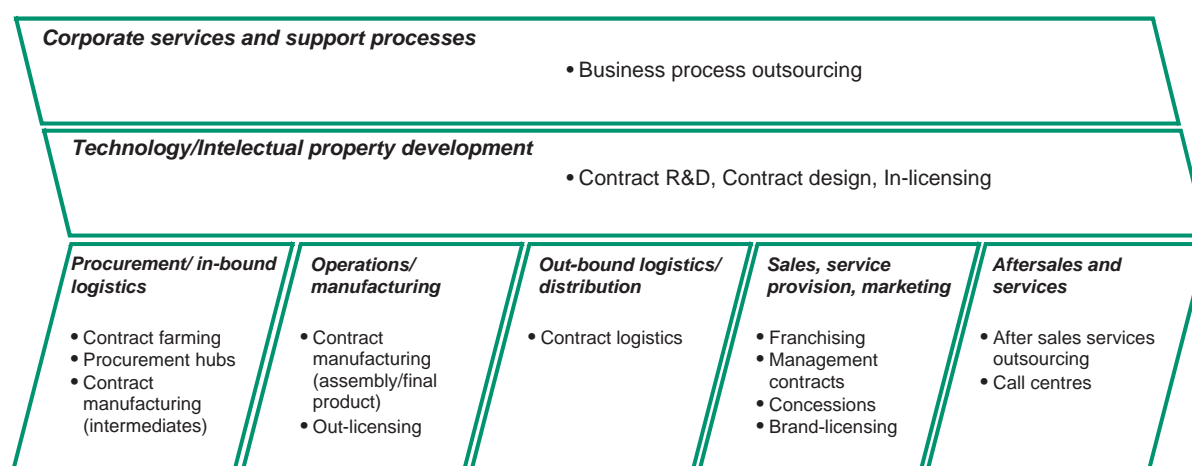 Corporate services and support processes
• Business process outsourcing
Technology/Intelectual property development
• Contract R&D, Contract design, In-licensing
Procurement/ in-bound
logistics
• Contract farming
• Procurement hubs
• Contract
manufacturing
(intermediates)
Operations/
manufacturing
• Contract
manufacturing
(assembly/final
product)
• Out-licensing
Out-bound logistics/
distribution
• Contract logistics
Sales, service
provision, marketing
• Franchising
• Management
contracts
• Concessions
• Brand-licensing
Aftersales and
services
• After sales services
outsourcing
• Call centres